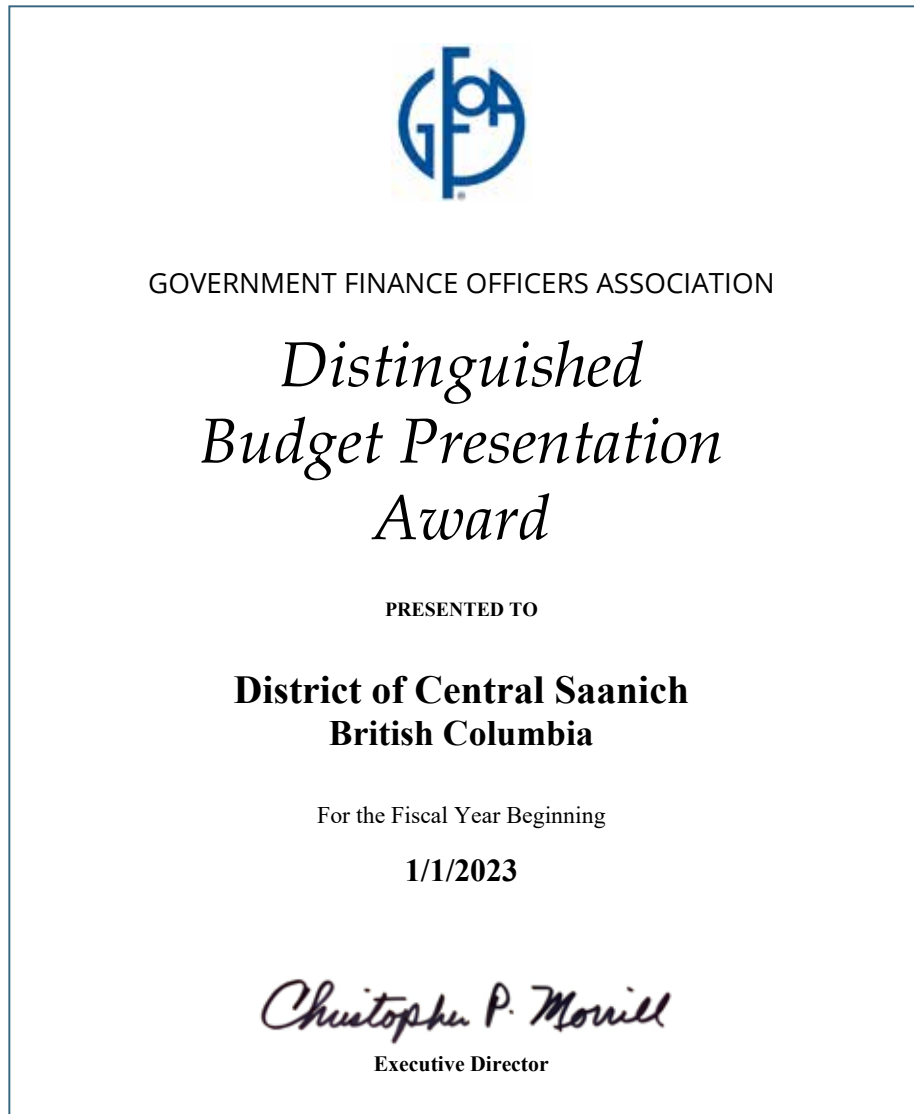 GFOA
®
GOVERNMENT FINANCE OFFICERS ASSOCIATION
Distinguished
Budget Presentation
Award
PRESENTED TO
District of Central Saanich
British Columbia
For the Fiscal Year Beginning
1/1/2023
Christopher P. Morrill
Executive Director